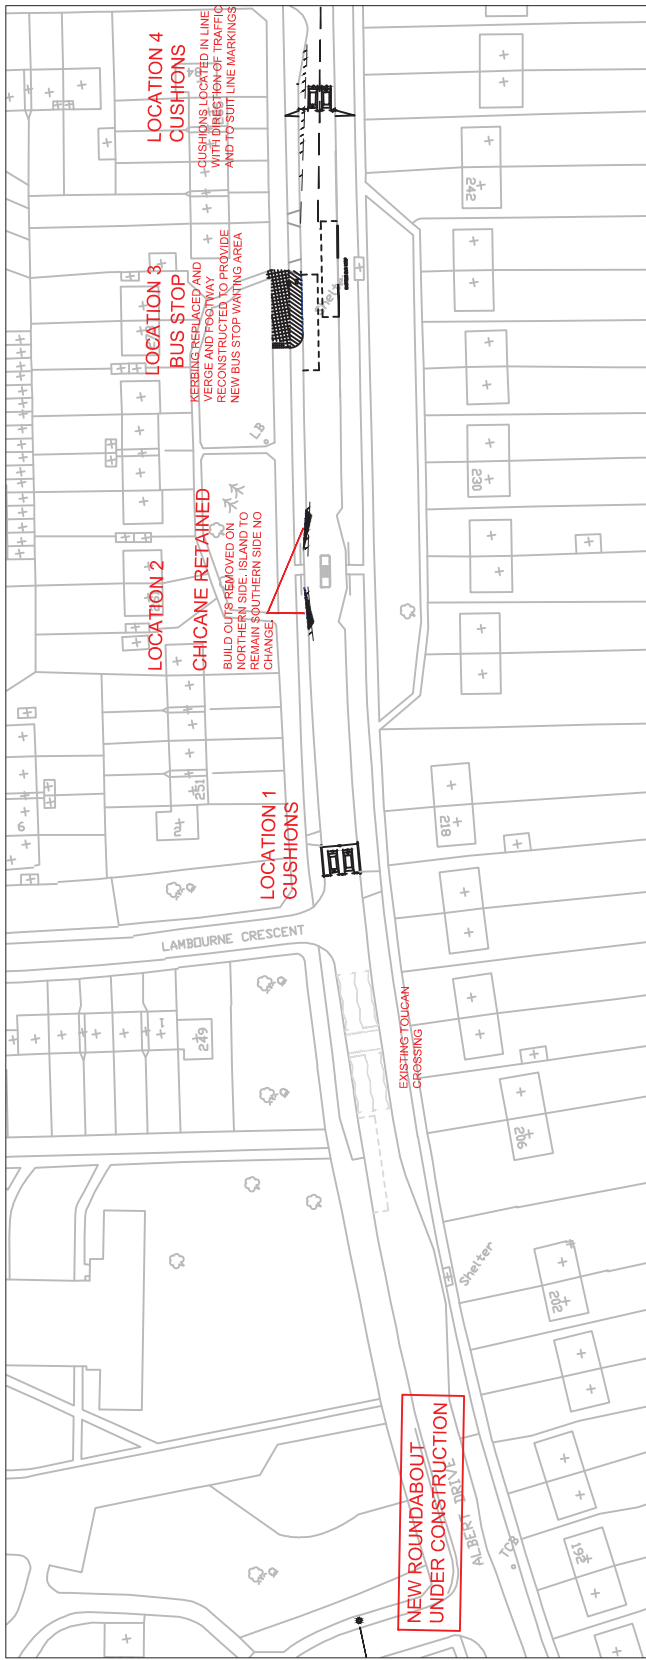 LOCATION 4
CUSHIONS
CUSHIONS LOCATED IN LINE
WITH DIRECTION OF TRAFFIC
AND TO SUIT LINE MARKINGS
LOCATION 3
BUS STOP
KERBING REPLACED AND
VERGE AND FOOTWAY
RECONSTRUCTED TO PROVIDE
NEW BUS STOP WAITING AREA
Shelter
LB
LOCATION 2
CHICANE RETAINED
BUILD OUTS REMOVED ON
NORTHERN SIDE. ISLAND TO
REMAIN SOUTHERN SIDE NO
CHANGE.
LOCATION 1
CUSHIONS
LAMBOURNE CRESCENT
EXISTING TOUCAN
CROSSING
Shelter
NEW ROUNDABOUT
UNDER CONSTRUCTION
ALBERT DRIVE
TCB
242
230
218
206
202
251
249
1
9